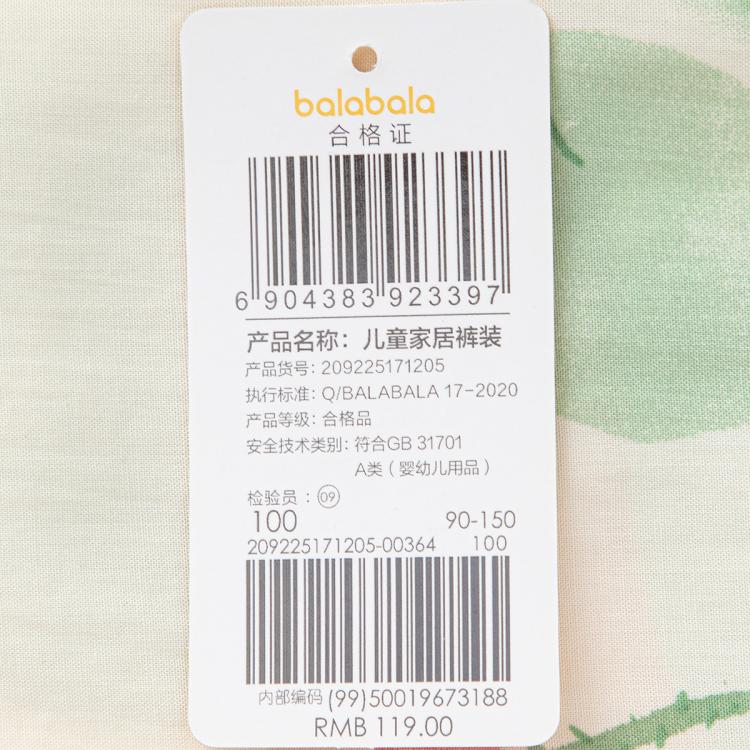 balabala
合格证
6 904383 923397
产品名称：儿童家居裤装
产品货号：209225171205
执行标准：Q/BALABALA 17-2020
产品等级：合格品
安全技术类别：符合GB 31701
A类（婴幼儿用品）
检验员：09
100 90-150
209225171205-00364 100
内部编码 (99)50019673188
RMB 119.00